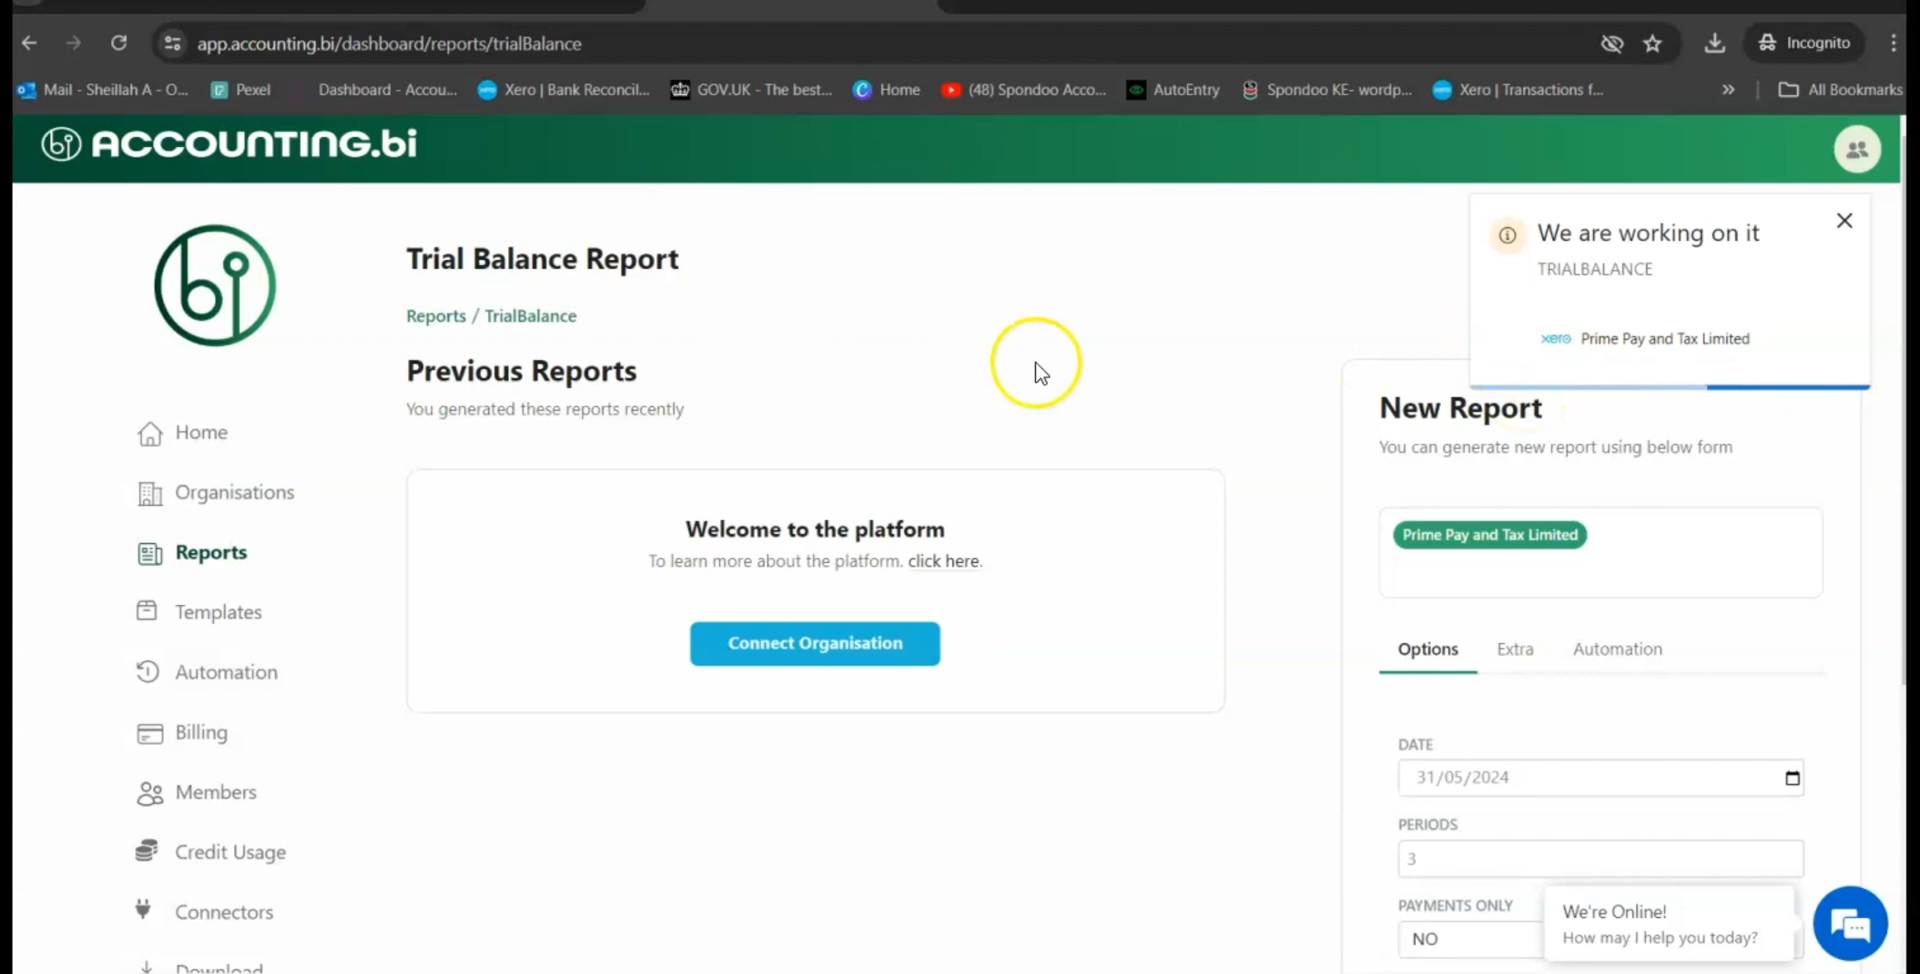 app.accounting.bi/dashboard/reports/trialBalance
Incognito
Mail - Sheillah A - O...
Pexel
Dashboard - Accou...
Xero | Bank Reconcil...
GOV.UK - The best...
Home
(48) Spondoo Acco...
AutoEntry
Spondoo KE- wordp...
Xero | Transactions f...
»
All Bookmarks
bi ACCOUNTING.bi
bi
Trial Balance Report
Reports / TrialBalance
Previous Reports
You generated these reports recently
We are working on it
TRIALBALANCE
xero Prime Pay and Tax Limited
Home
Organisations
Reports
Templates
Automation
Billing
Members
Credit Usage
Connectors
Download
Welcome to the platform
To learn more about the platform. click here.
Connect Organisation
New Report
You can generate new report using below form
Prime Pay and Tax Limited
Options
Extra
Automation
DATE
31/05/2024
PERIODS
3
PAYMENTS ONLY
NO
We're Online!
How may I help you today?